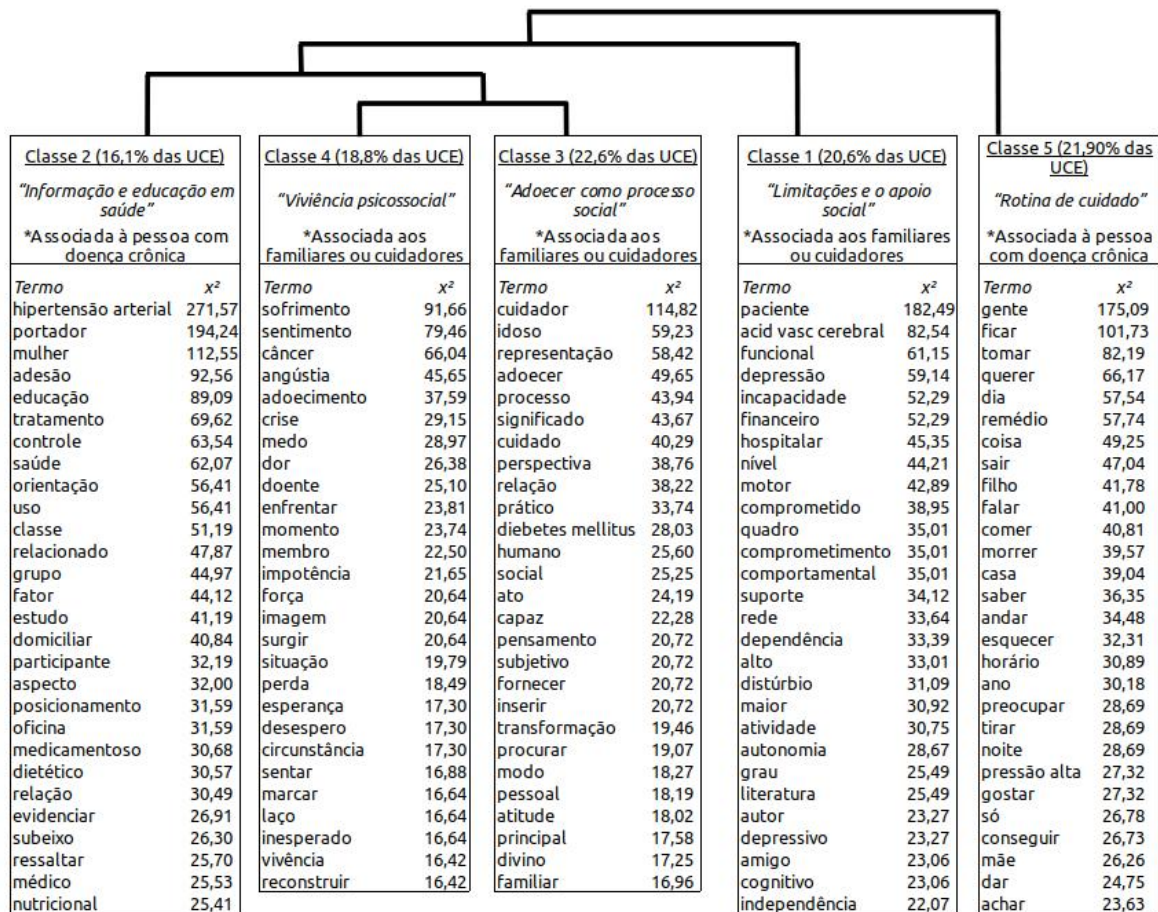 Classe 2 (16,1% das UCE)
"Informação e educação em
saúde"
*Associada à pessoa com
doença crônica
Termo x²
hipertensão arterial 271,57
portador 194,24
mulher 112,55
adesão 92,56
educação 89,09
tratamento 69,62
controle 63,54
saúde 62,07
orientação 56,41
uso 56,41
classe 51,19
relacionado 47,87
grupo 44,97
fator 44,12
estudo 41,19
domiciliar 40,84
participante 32,19
aspecto 32,00
posicionamento 31,59
oficina 31,59
medicamentoso 30,68
dietético 30,57
relação 30,49
evidenciar 26,91
subeixo 26,30
ressaltar 25,70
médico 25,53
nutricional 25,41
Classe 4 (18,8% das UCE)
"Viviência psicossocial"
*Associada aos
familiares ou cuidadores
Termo x²
sofrimento 91,66
sentimento 79,46
câncer 66,04
angústia 45,65
adoecimento 37,59
crise 29,15
medo 28,97
dor 26,38
doente 25,10
enfrentar 23,81
momento 23,74
membro 22,50
impotência 21,65
força 20,64
imagem 20,64
surgir 20,64
situação 19,79
perda 18,49
esperança 17,30
desespero 17,30
circunstância 17,30
sentar 16,88
marcar 16,64
laço 16,64
inesperado 16,64
vivência 16,42
reconstruir 16,42
Classe 3 (22,6% das UCE)
"Adoecer como processo
social"
*Associada aos
familiares ou cuidadores
Termo x²
cuidador 114,82
idoso 59,23
representação 58,42
adoecer 49,65
processo 43,94
significado 43,67
cuidado 40,29
perspectiva 38,76
relação 38,22
prático 33,74
diebetes mellitus 28,03
humano 25,60
social 25,25
ato 24,19
capaz 22,28
pensamento 20,72
subjetivo 20,72
fornecer 20,72
inserir 20,72
transformação 19,46
procurar 19,07
modo 18,27
pessoal 18,19
atitude 18,02
principal 17,58
divino 17,25
familiar 16,96
Classe 1 (20,6% das UCE)
"Limitações e o apoio
social"
*Associada aos familiares
ou cuidadores
Termo x²
paciente 182,49
acid vasc cerebral 82,54
funcional 61,15
depressão 59,14
incapacidade 52,29
financeiro 52,29
hospitalar 45,35
nível 44,21
motor 42,89
comprometido 38,95
quadro 35,01
comprometimento 35,01
comportamental 35,01
suporte 34,12
rede 33,64
dependência 33,39
alto 33,01
distúrbio 31,09
maior 30,92
atividade 30,75
autonomia 28,67
grau 25,49
literatura 25,49
autor 23,27
depressivo 23,27
amigo 23,06
cognitivo 23,06
independência 22,07
Classe 5 (21,90% das
UCE)
"Rotina de cuidado"
*Associada à pessoa
com doença crônica
Termo x²
gente 175,09
ficar 101,73
tomar 82,19
querer 66,17
dia 57,54
remédio 57,74
coisa 49,25
sair 47,04
filho 41,78
falar 41,00
comer 40,81
morrer 39,57
casa 39,04
saber 36,35
andar 34,48
esquecer 32,31
horário 30,89
ano 30,18
preocupar 28,69
tirar 28,69
noite 28,69
pressão alta 27,32
gostar 27,32
só 26,78
conseguir 26,73
mãe 26,26
dar 24,75
achar 23,63